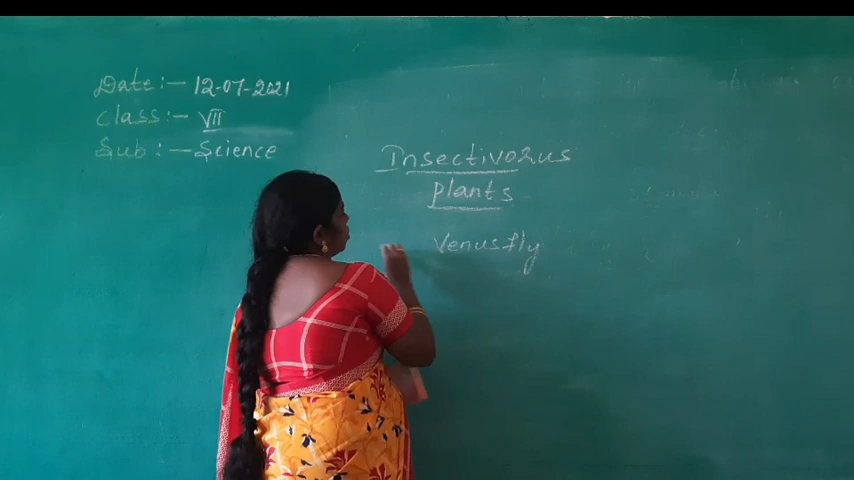 Date :- 12-07-2021
Class :- VII
Sub : - Science
Insectivorus
plants
Venusfly